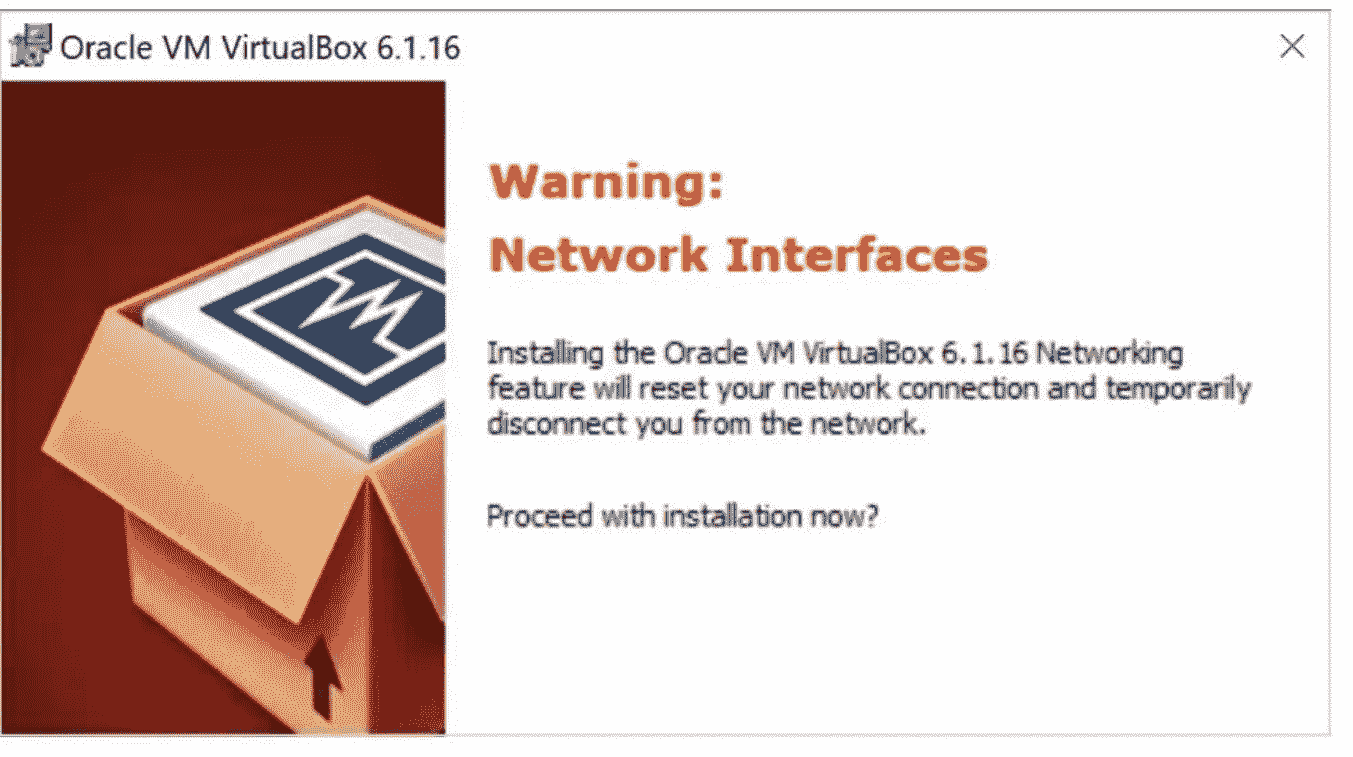 Oracle VM VirtualBox 6.1.16
Warning:
Network Interfaces
Installing the Oracle VM VirtualBox 6.1.16 Networking
feature will reset your network connection and temporarily
disconnect you from the network.
Proceed with installation now?